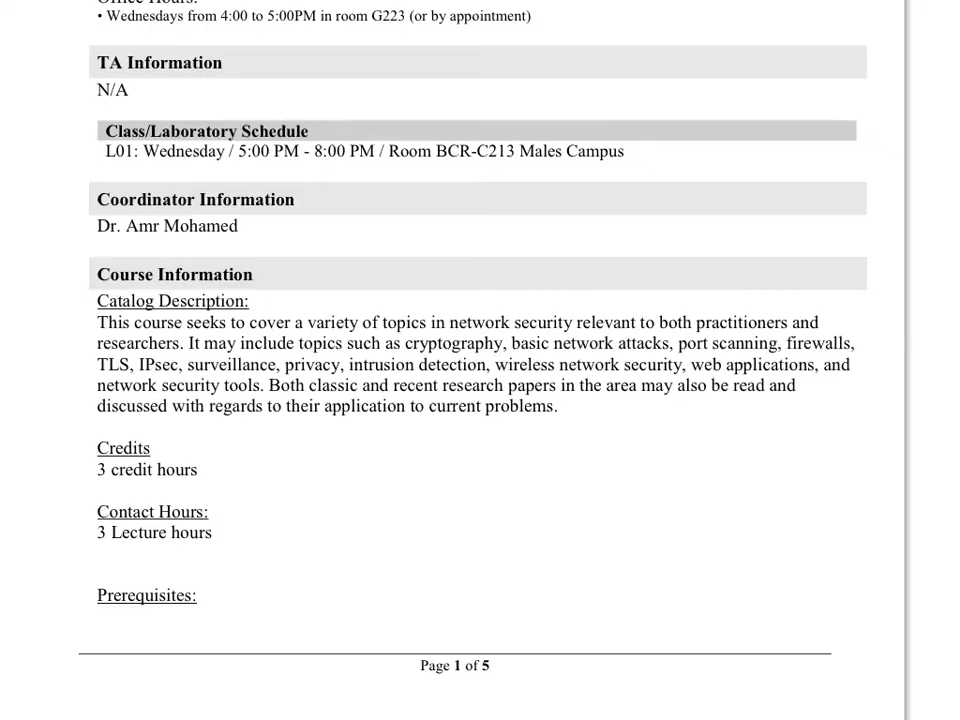 Office Hours:
• Wednesdays from 4:00 to 5:00PM in room G223 (or by appointment)
TA Information
N/A
Class/Laboratory Schedule
L01: Wednesday / 5:00 PM - 8:00 PM / Room BCR-C213 Males Campus
Coordinator Information
Dr. Amr Mohamed
Course Information
Catalog Description:
This course seeks to cover a variety of topics in network security relevant to both practitioners and
researchers. It may include topics such as cryptography, basic network attacks, port scanning, firewalls,
TLS, IPsec, surveillance, privacy, intrusion detection, wireless network security, web applications, and
network security tools. Both classic and recent research papers in the area may also be read and
discussed with regards to their application to current problems.
Credits
3 credit hours
Contact Hours:
3 Lecture hours
Prerequisites:
Page 1 of 5